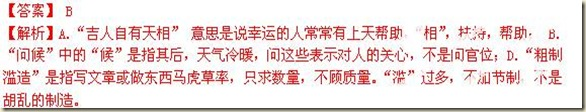 【答案】 B
【解析】A.“吉人自有天相” 意思是说幸运的人常常有上天帮助。“相”，扶持，帮助； B.
“问候”中的“候”是指其后，天气冷暖，问这些表示对人的关心，不是问官位；D.“粗制
滥造”是指写文章或做东西马虎草率，只求数量，不顾质量。“滥”过多，不加节制，不是
胡乱的制造。